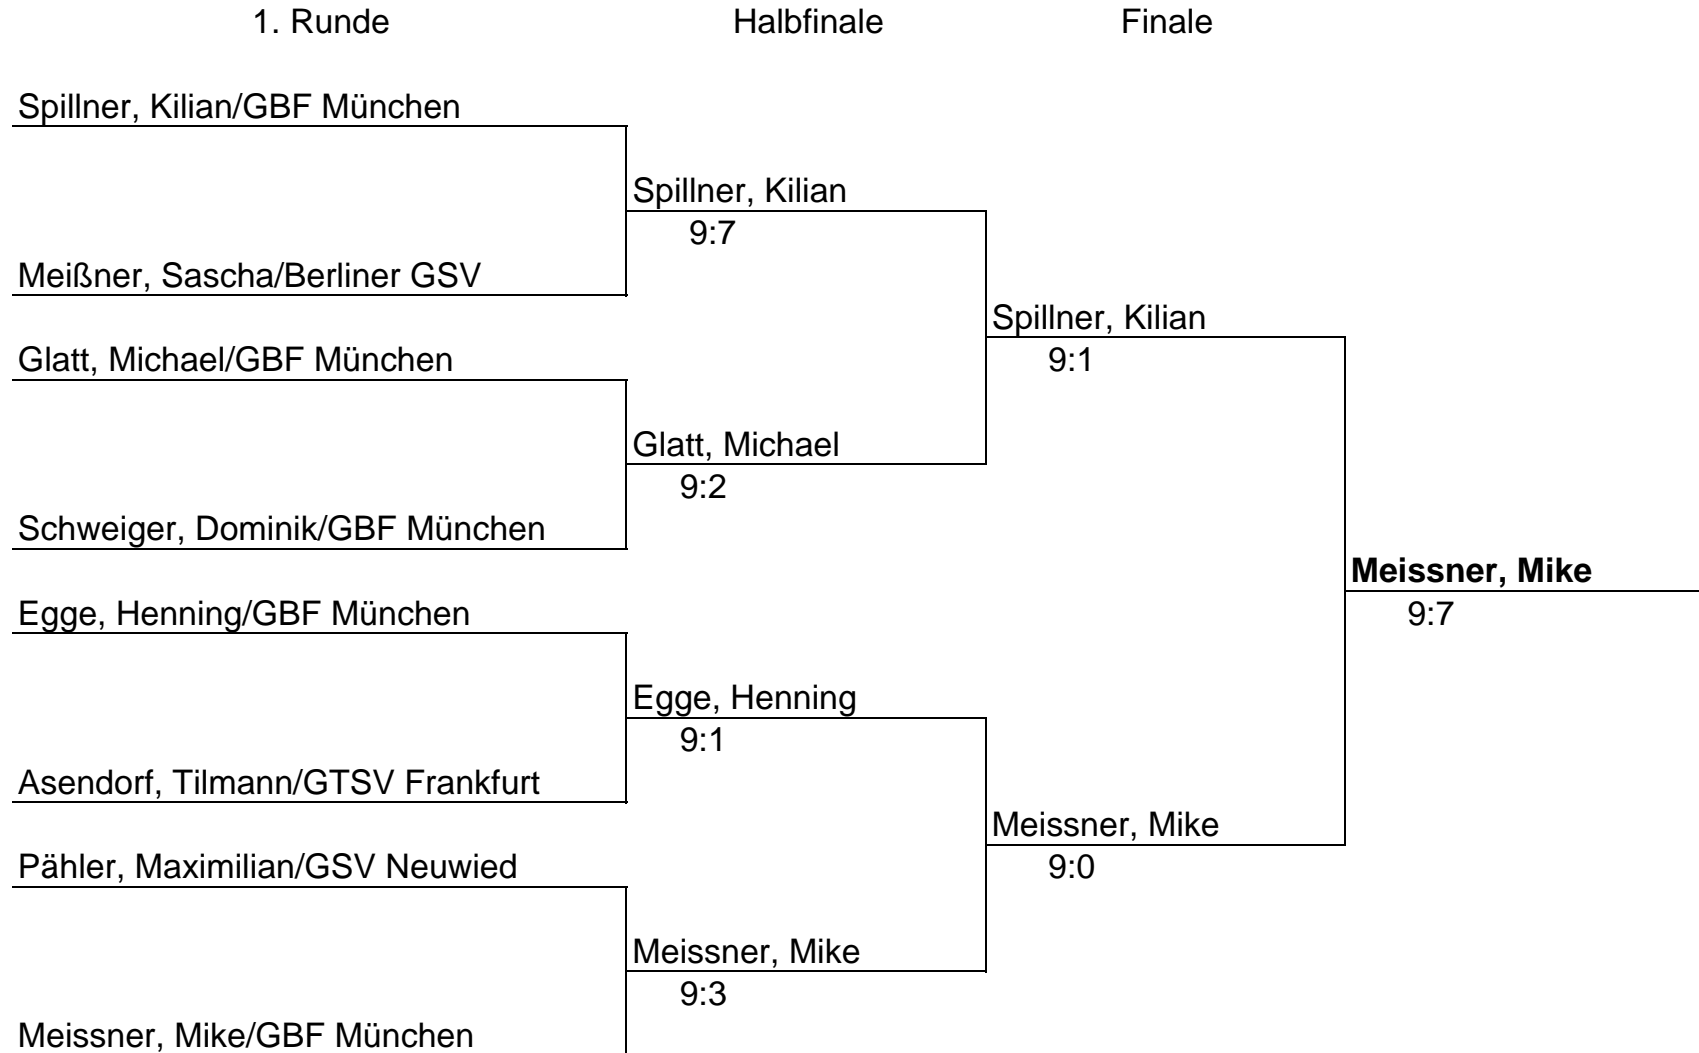 1. Runde Halbfinale Finale
Spillner, Kilian/GBF München
Spillner, Kilian
9:7
Meißner, Sascha/Berliner GSV
Spillner, Kilian
9:1
Glatt, Michael/GBF München
Glatt, Michael
9:2
Schweiger, Dominik/GBF München
Meissner, Mike
9:7
Egge, Henning/GBF München
Egge, Henning
9:1
Asendorf, Tilmann/GTSV Frankfurt
Meissner, Mike
9:0
Pähler, Maximilian/GSV Neuwied
Meissner, Mike
9:3
Meissner, Mike/GBF München